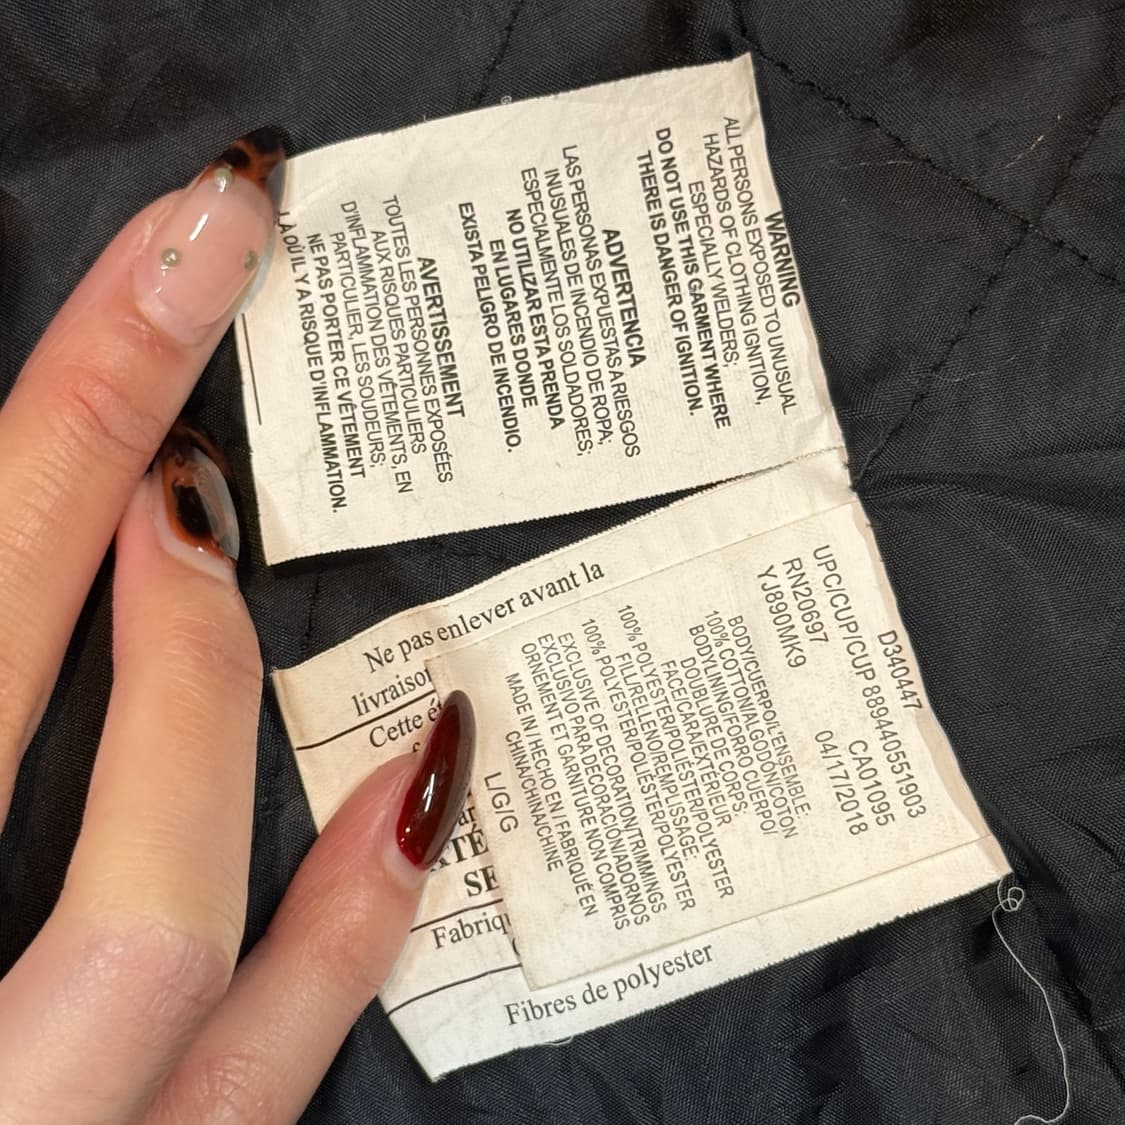 WARNING
ALL PERSONS EXPOSED TO UNUSUAL
HAZARDS OF CLOTHING IGNITION,
ESPECIALLY WELDERS;
DO NOT USE THIS GARMENT WHERE
THERE IS DANGER OF IGNITION.
ADVERTENCIA
LAS PERSONAS EXPUESTAS A RIESGOS
INUSUALES DE INCENDIO DE ROPA;
ESPECIALMENTE LOS SOLDADORES;
NO UTILIZAR ESTA PRENDA
EN LUGARES DONDE
EXISTA PELIGRO DE INCENDIO.
AVERTISSEMENT
TOUTES LES PERSONNES EXPOSÉES
AUX RISQUES PARTICULIERS
D'INFLAMMATION DES VÊTEMENTS, EN
PARTICULIER, LES SOUDEURS;
NE PAS PORTER CE VÊTEMENT
LÀ OÙ IL Y A RISQUE D'INFLAMMATION.
D340447
UPC/CUP/CUP 889440551903
RN20697 CA01095
YJ890MK9 04/17/2018
BODY/CUERPO/L'ENSEMBLE:
100% COTTON/ALGODÓN/COTON
BODYLINING/FORRO CUERPO/
DOUBLURE DE CORPS:
FACE/CARA/EXTÉRIEUR
100% POLYESTER/POLIÉSTER/POLYESTER
FILL/RELLENO/REMPLISSAGE:
100% POLYESTER/POLIÉSTER/POLYESTER
EXCLUSIVE OF DECORATION/TRIMMINGS
EXCLUSIVO PARA DECORACIÓN/ADORNOS
ORNEMENT ET GARNITURE NON COMPRIS
MADE IN / HECHO EN / FABRIQUÉ EN
CHINA/CHINA/CHINE
L/G/G
Ne pas enlever avant la
livraison
Cette
SE
Fabriq
Fibres de polyester